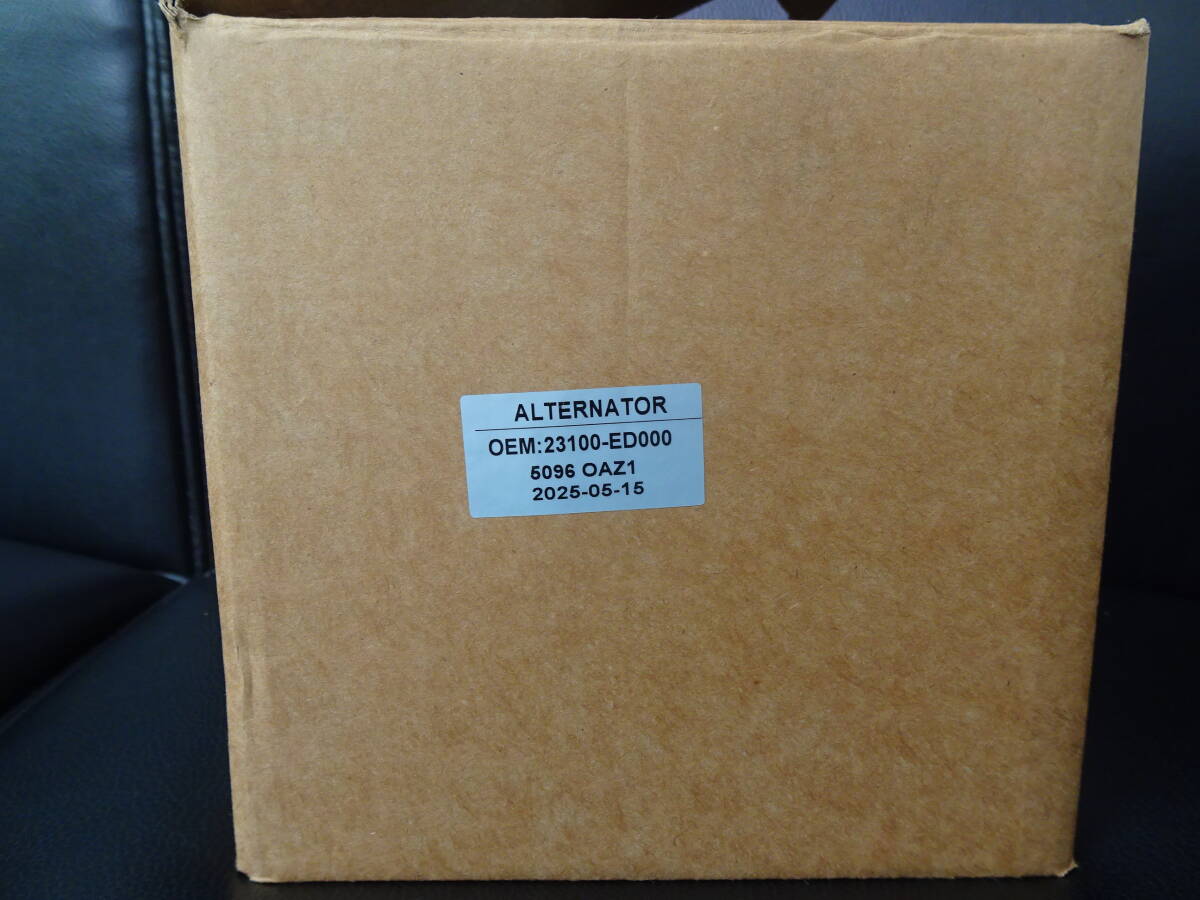 ALTERNATOR
OEM:23100-ED000
5096 OAZ1
2025-05-15